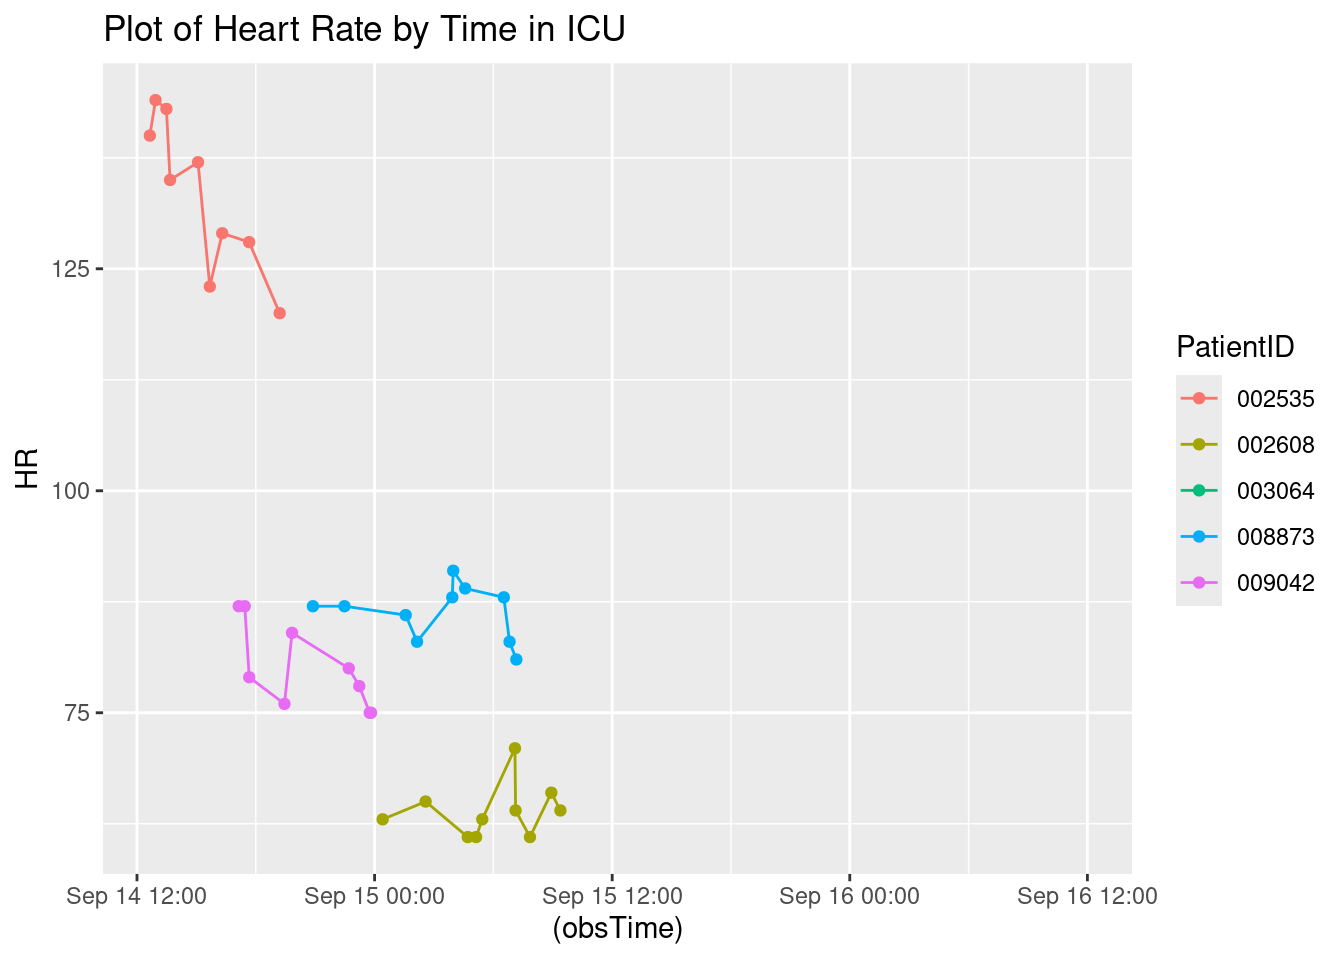 Plot of Heart Rate by Time in ICU
HR
125
100
75
Sep 14 12:00
Sep 15 00:00
Sep 15 12:00
Sep 16 00:00
Sep 16 12:00
(obsTime)
PatientID
002535
002608
003064
008873
009042